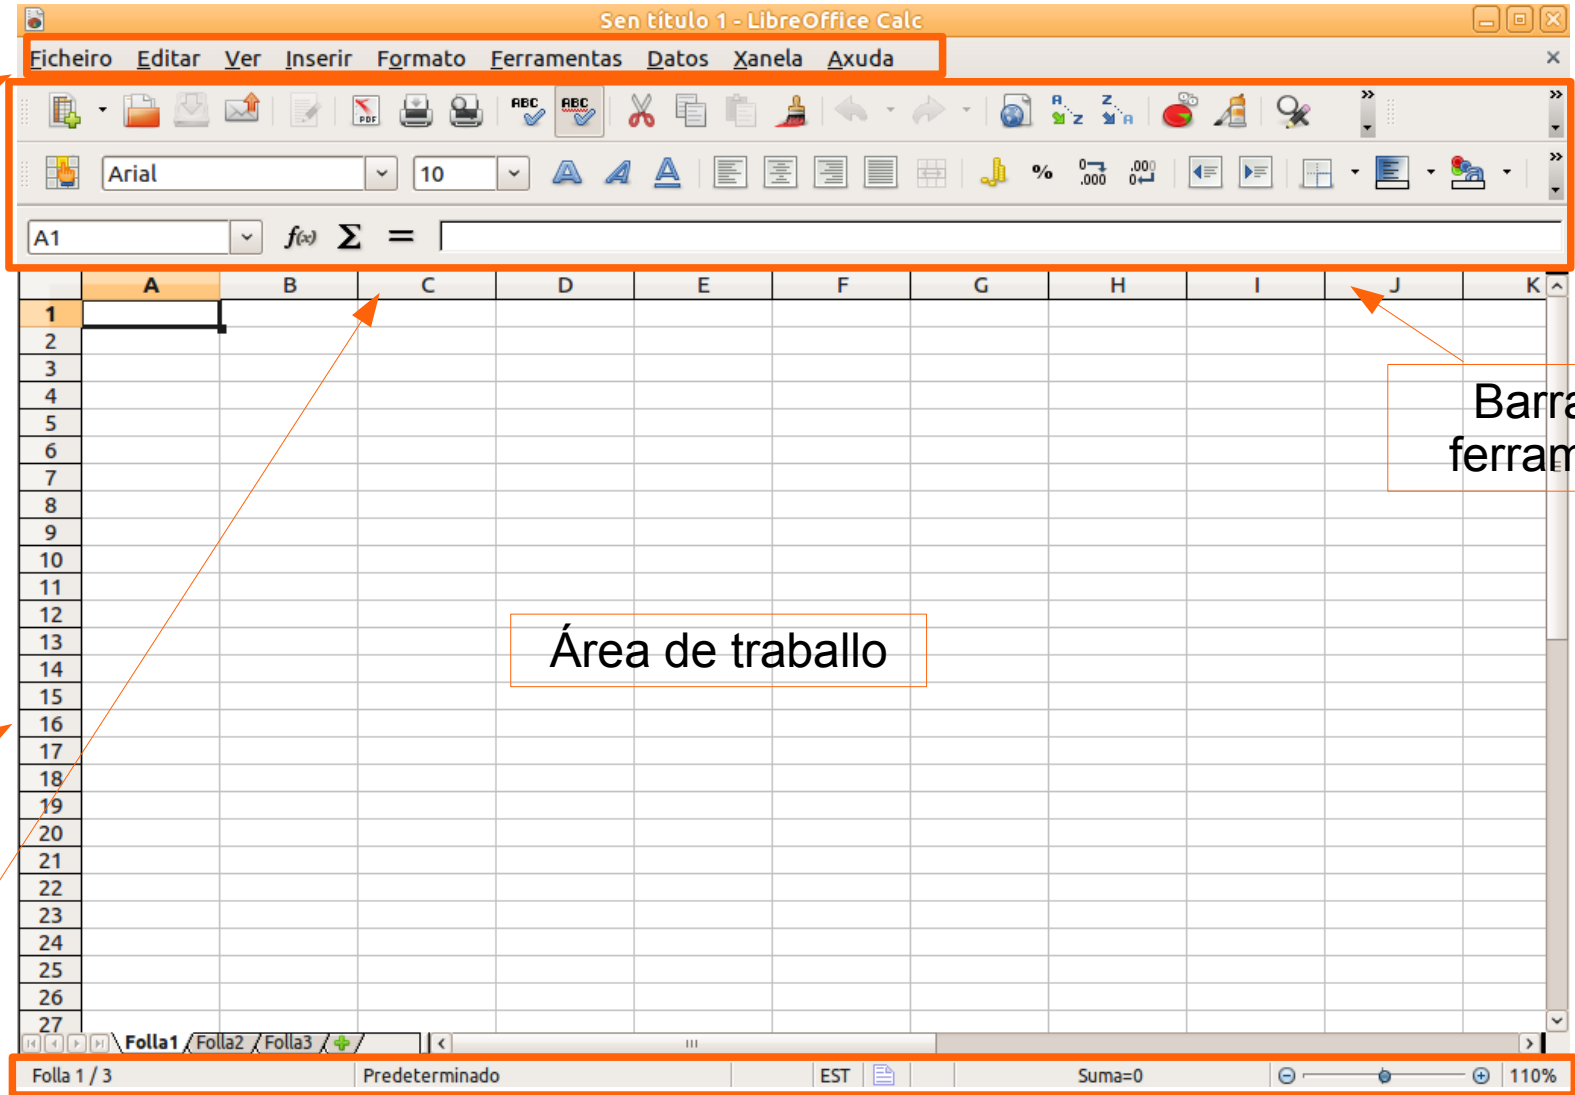 Sen título 1 - LibreOffice Calc
Ficheiro Editar Ver Inserir Formato Ferramentas Datos Xanela Axuda
Arial 10
A1 f(x) Σ =
A B C D E F G H I J K
1
2
3
4
5
6
7
8
9
10
11
12
13
14
15
16
17
18
19
20
21
22
23
24
25
26
27
Barra
ferram
Área de traballo
Folla1 Folla2 Folla3
Folla 1 / 3 Predeterminado EST Suma=0 110%